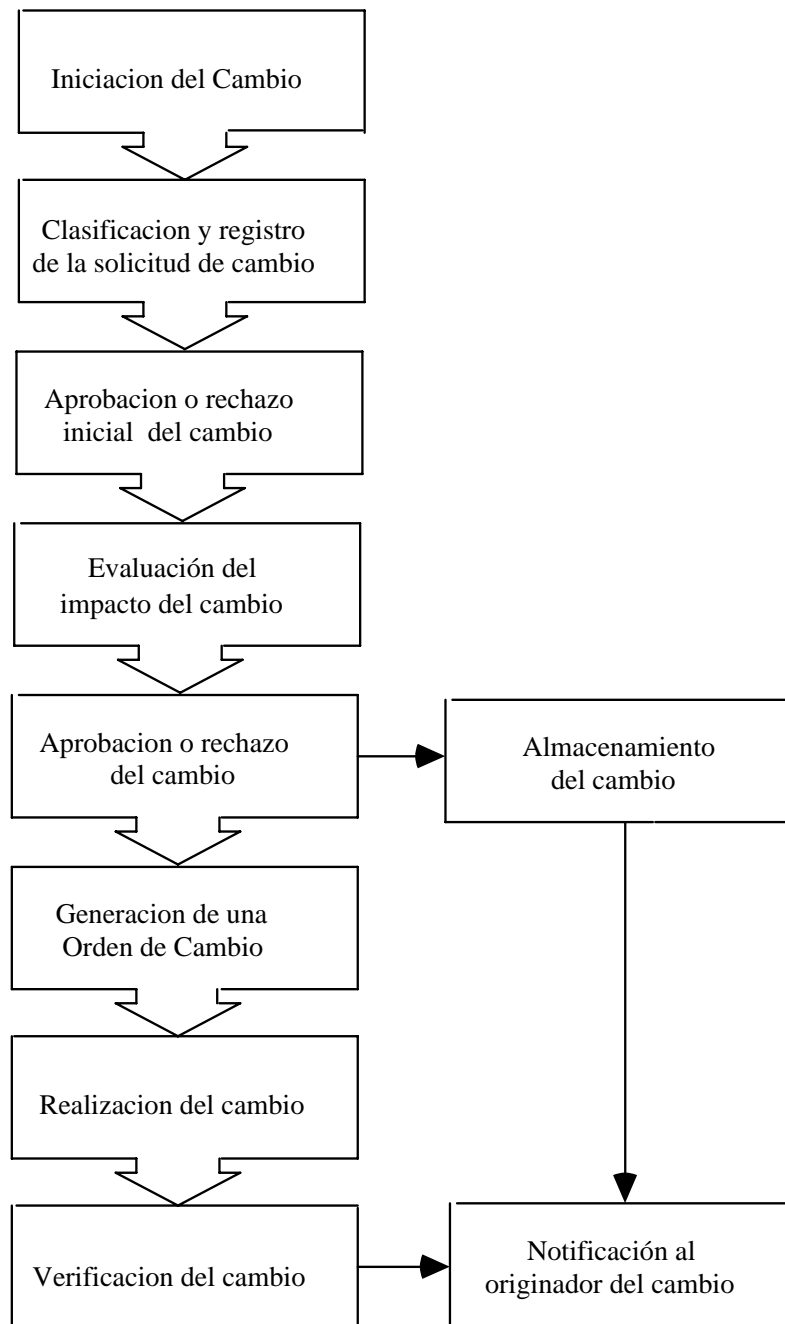 Iniciacion del Cambio
Clasificacion y registro
de la solicitud de cambio
Aprobacion o rechazo
inicial del cambio
Evaluación del
impacto del cambio
Aprobacion o rechazo
del cambio
Almacenamiento
del cambio
Generacion de una
Orden de Cambio
Realizacion del cambio
Verificacion del cambio
Notificación al
originador del cambio